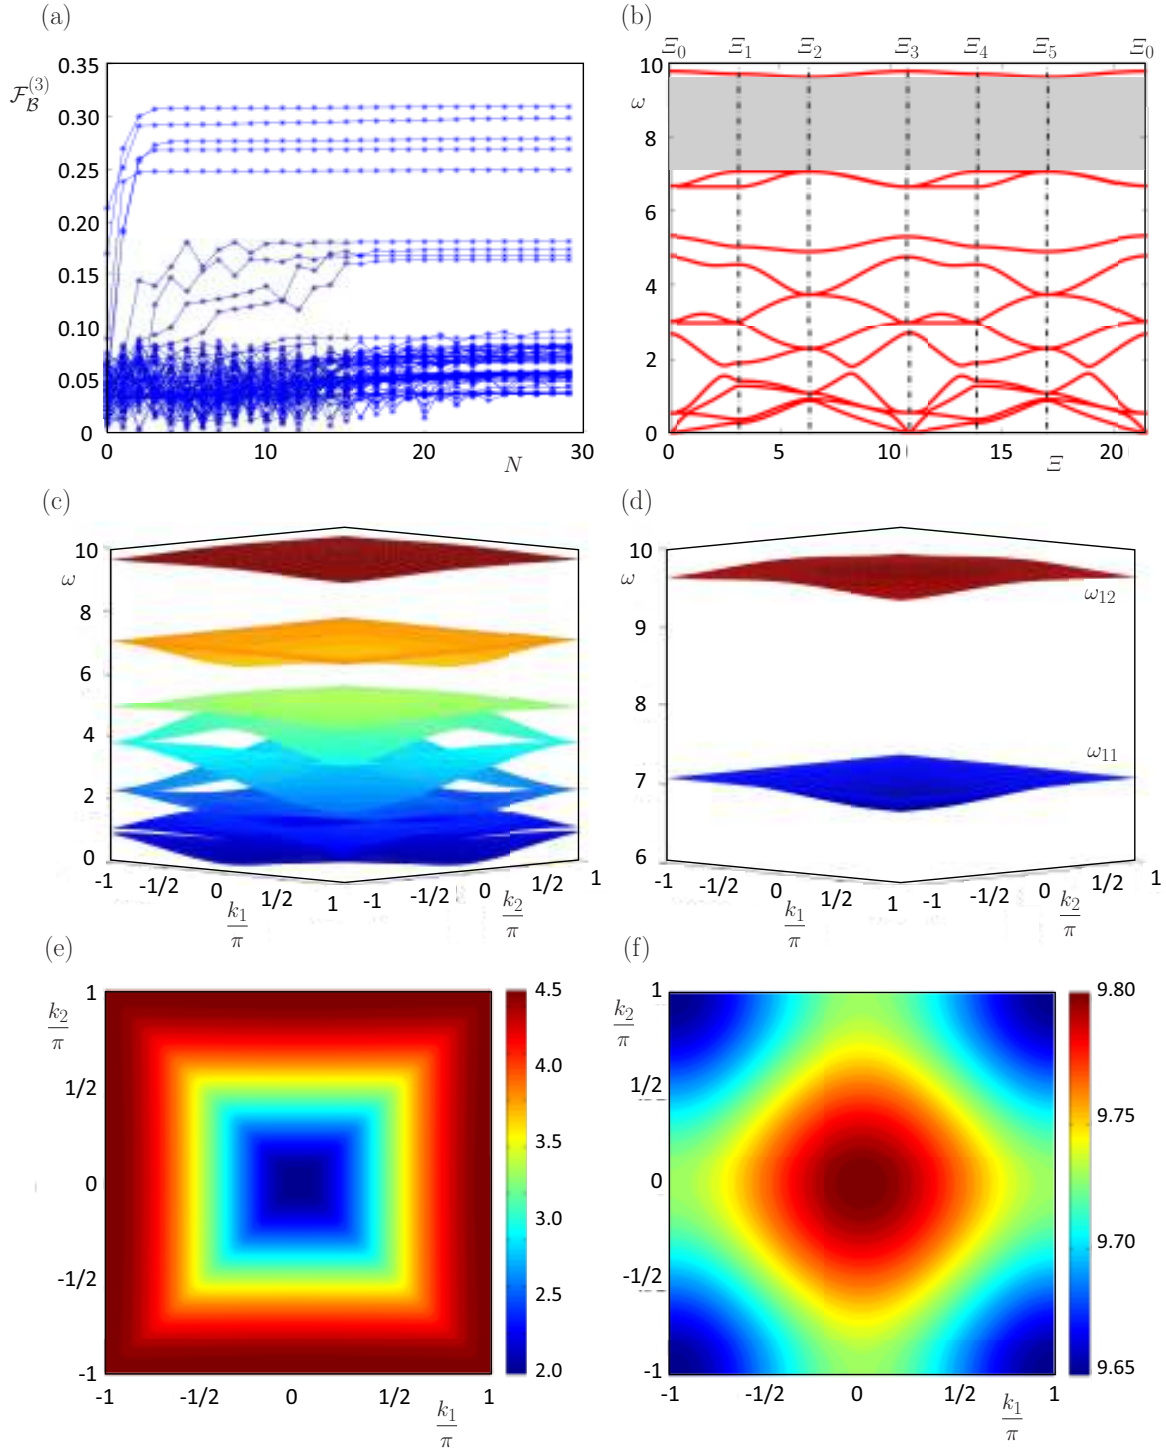 (a)
0.35
0.30
0.25
0.20
0.15
0.10
0.05
0
𝓕_𝓑^(3)
0 10 20 30
N
(b)
Ξ₀ Ξ₁ Ξ₂ Ξ₃ Ξ₄ Ξ₅ Ξ₀
10
ω
8
6
4
2
0
0 5 10 15 20
Ξ
(c)
10
ω
8
6
4
2
0
-1 -1/2 0 1/2 1 -1 -1/2 0 1/2 1
k₁/π
k₂/π
(d)
10
ω
9
8
7
6
ω₁₂
ω₁₁
-1 -1/2 0 1/2 1 -1 -1/2 0 1/2 1
k₁/π
k₂/π
(e)
1
k₂/π
1/2
0
-1/2
-1
-1 -1/2 0 1/2 1
k₁/π
4.5
4.0
3.5
3.0
2.5
2.0
(f)
1
k₂/π
1/2
0
-1/2
-1
-1 -1/2 0 1/2 1
k₁/π
9.80
9.75
9.70
9.65